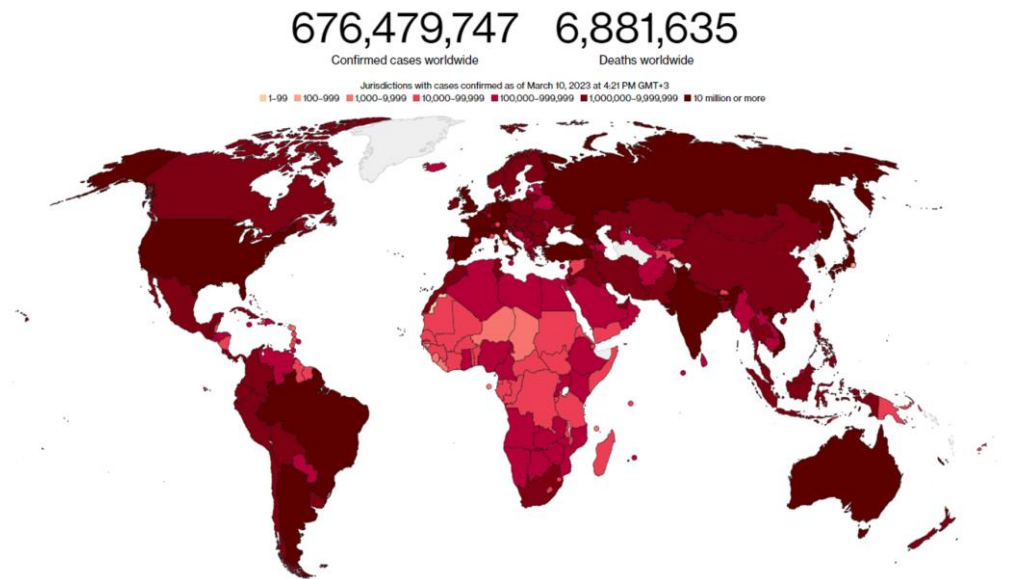 676,479,747 6,881,635
Confirmed cases worldwide Deaths worldwide
Jurisdictions with cases confirmed as of March 10, 2023 at 4:21 PM GMT+3
1–99 100–999 1,000–9,999 10,000–99,999 100,000–999,999 1,000,000–9,999,999 10 million or more